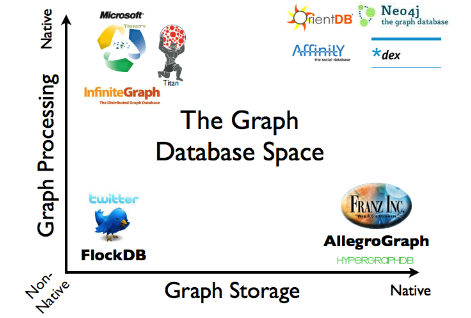 Native
Microsoft
TRINITY
Titan
InfiniteGraph
The Distributed Graph Database
OrientDB
Neo4j
the graph database
AffinitY
the social database
*dex
Graph Processing
The Graph
Database Space
twitter
FlockDB
FRANZ INC.
AllegroGraph
HYPERGRAPHDB
Non-
Native
Graph Storage
Native